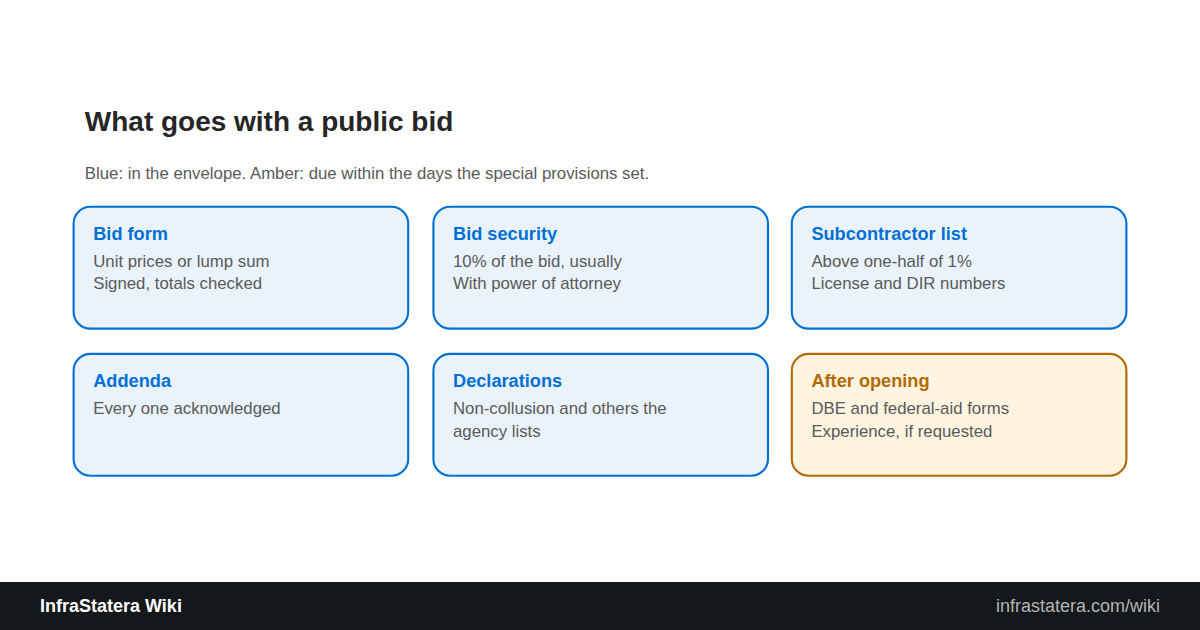 What goes with a public bid
Blue: in the envelope. Amber: due within the days the special provisions set.
Bid form
Unit prices or lump sum
Signed, totals checked
Bid security
10% of the bid, usually
With power of attorney
Subcontractor list
Above one-half of 1%
License and DIR numbers
Addenda
Every one acknowledged
Declarations
Non-collusion and others the
agency lists
After opening
DBE and federal-aid forms
Experience, if requested
InfraStatera Wiki
infrastatera.com/wiki